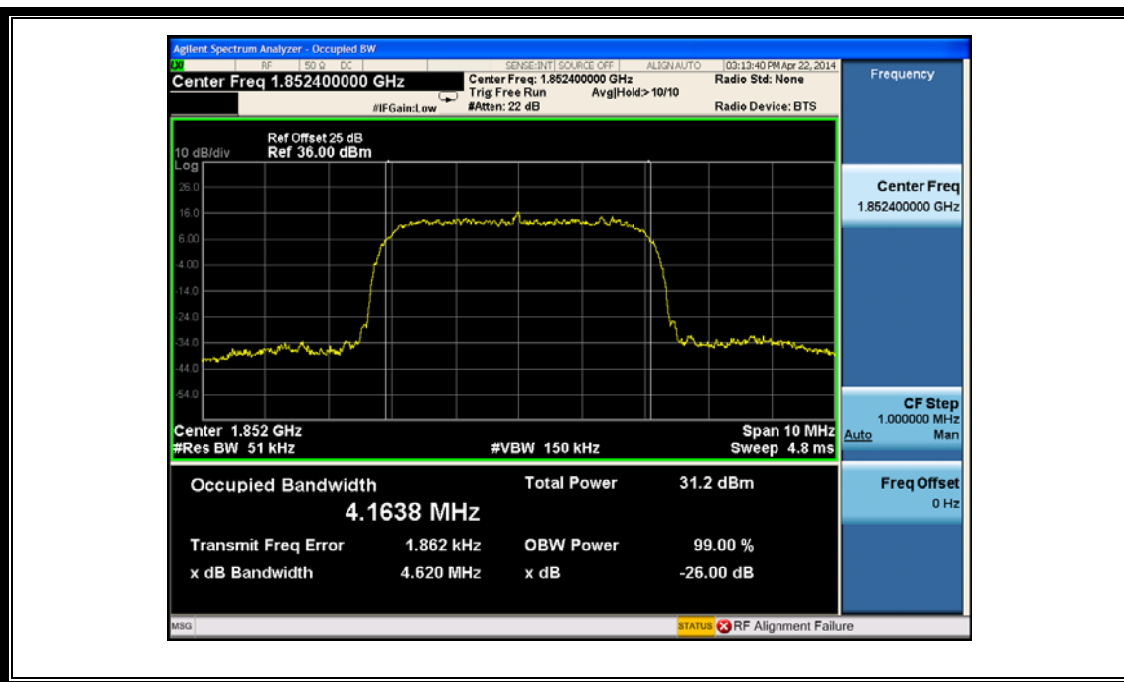 Agilent Spectrum Analyzer - Occupied BW
RF 50 Ω DC SENSE:INT SOURCE OFF ALIGNAUTO 03:13:40 PM Apr 22, 2014
Center Freq 1.852400000 GHz
Center Freq: 1.852400000 GHz Radio Std: None
Trig: Free Run Avg|Hold:> 10/10
#IFGain:Low #Atten: 22 dB Radio Device: BTS
Ref Offset 25 dB
10 dB/div Ref 36.00 dBm
Log
26.0
16.0
6.00
-4.00
-14.0
-24.0
-34.0
-44.0
-54.0
Center 1.852 GHz Span 10 MHz
#Res BW 51 kHz #VBW 150 kHz Sweep 4.8 ms
Occupied Bandwidth Total Power 31.2 dBm
4.1638 MHz
Transmit Freq Error 1.862 kHz OBW Power 99.00 %
x dB Bandwidth 4.620 MHz x dB -26.00 dB
MSG STATUS RF Alignment Failure
Frequency
Center Freq
1.852400000 GHz
CF Step
1.000000 MHz
Auto Man
Freq Offset
0 Hz